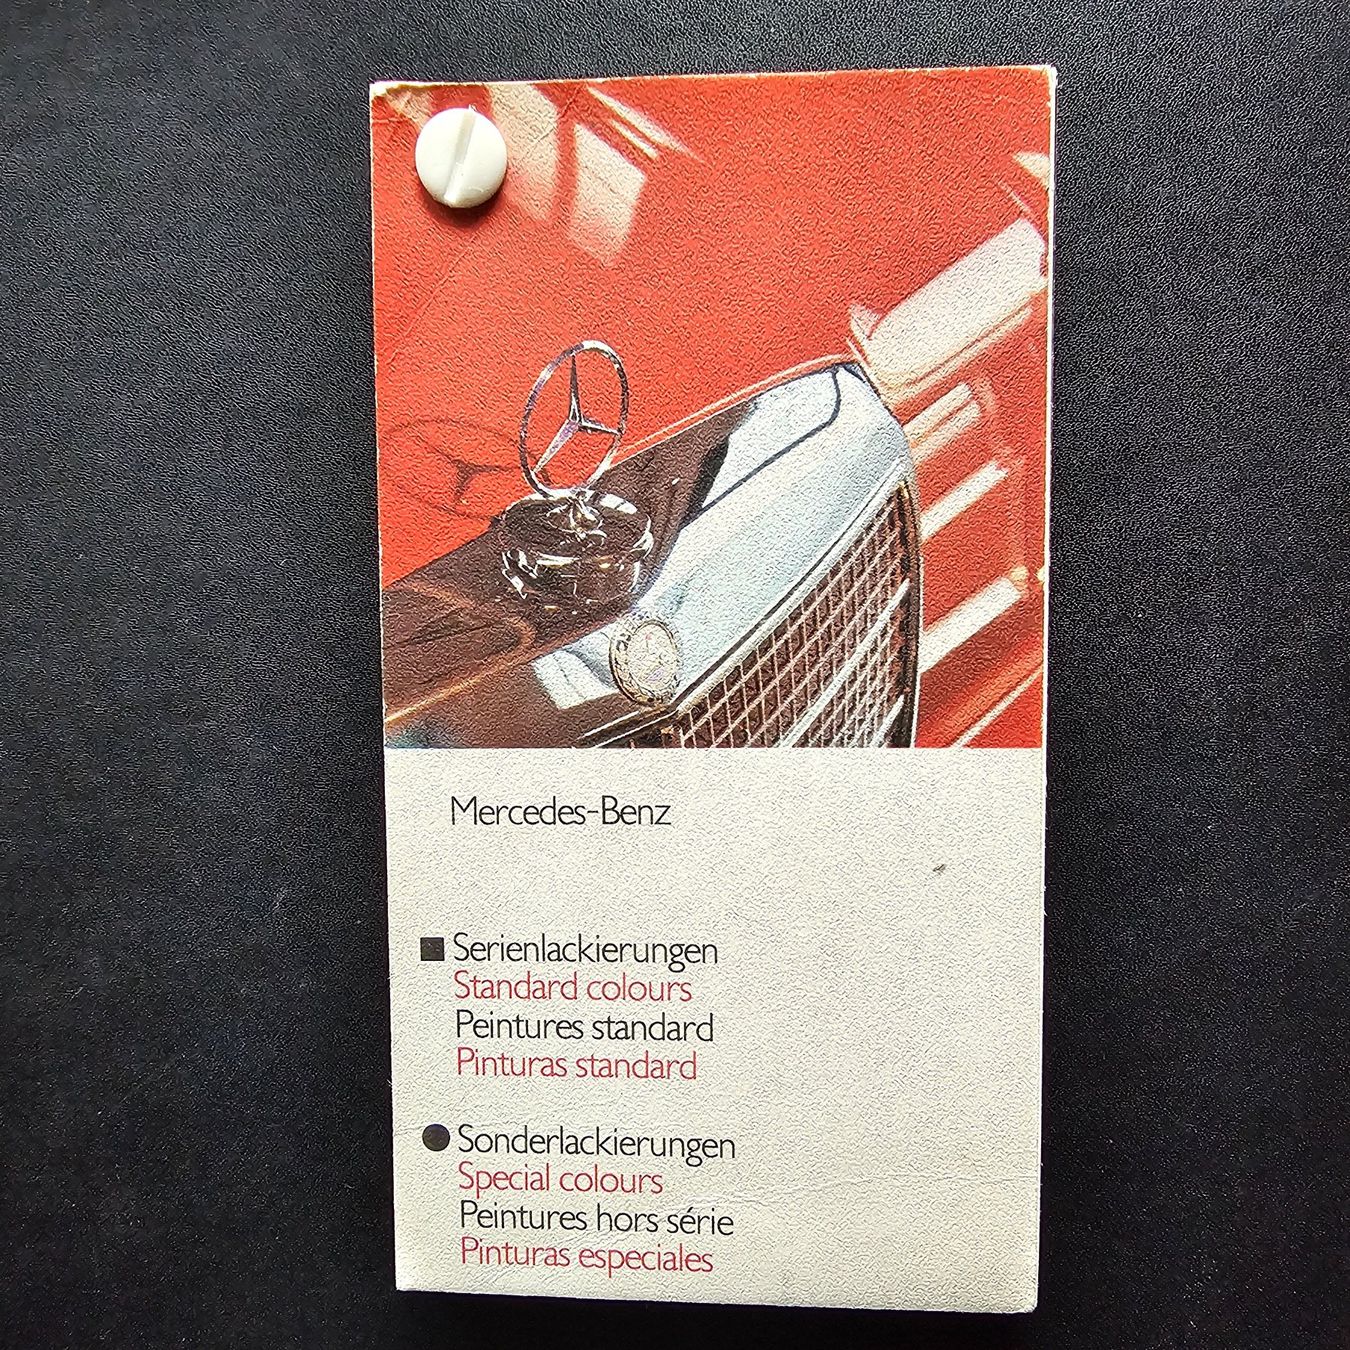 Mercedes-Benz
Serienlackierungen
Standard colours
Peintures standard
Pinturas standard
Sonderlackierungen
Special colours
Peintures hors série
Pinturas especiales